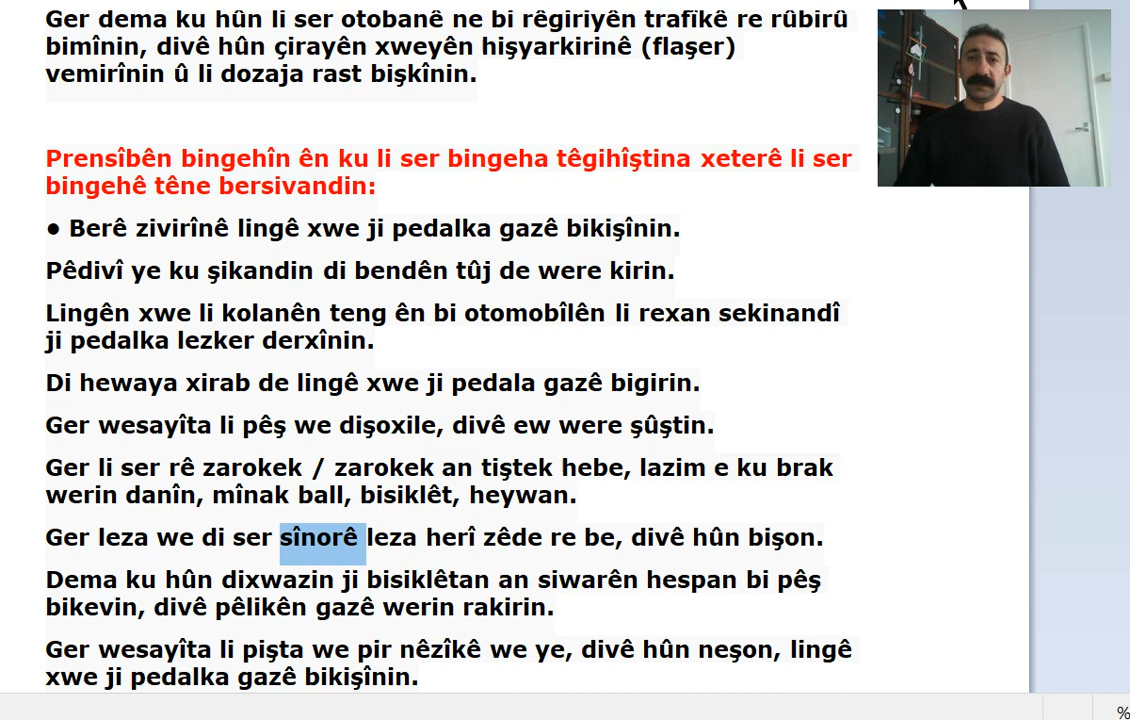 Ger dema ku hûn li ser otobanê ne bi rêgiriyên trafîkê re rûbirû
bimînin, divê hûn çirayên xweyên hişyarkirinê (flaşer)
vemirînin û li dozaja rast bişkînin.
Prensîbên bingehîn ên ku li ser bingeha têgihîştina xeterê li ser
bingehê têne bersivandin:
● Berê zivirînê lingê xwe ji pedalka gazê bikişînin.
Pêdivî ye ku şikandin di bendên tûj de were kirin.
Lingên xwe li kolanên teng ên bi otomobîlên li rexan sekinandî
ji pedalka lezker derxînin.
Di hewaya xirab de lingê xwe ji pedala gazê bigirin.
Ger wesayîta li pêş we dişoxile, divê ew were şûştin.
Ger li ser rê zarokek / zarokek an tiştek hebe, lazim e ku brak
werin danîn, mînak ball, bisiklêt, heywan.
Ger leza we di ser sînorê leza herî zêde re be, divê hûn bişon.
Dema ku hûn dixwazin ji bisiklêtan an siwarên hespan bi pêş
bikevin, divê pêlikên gazê werin rakirin.
Ger wesayîta li pişta we pir nêzîkê we ye, divê hûn neşon, lingê
xwe ji pedalka gazê bikişînin.
%